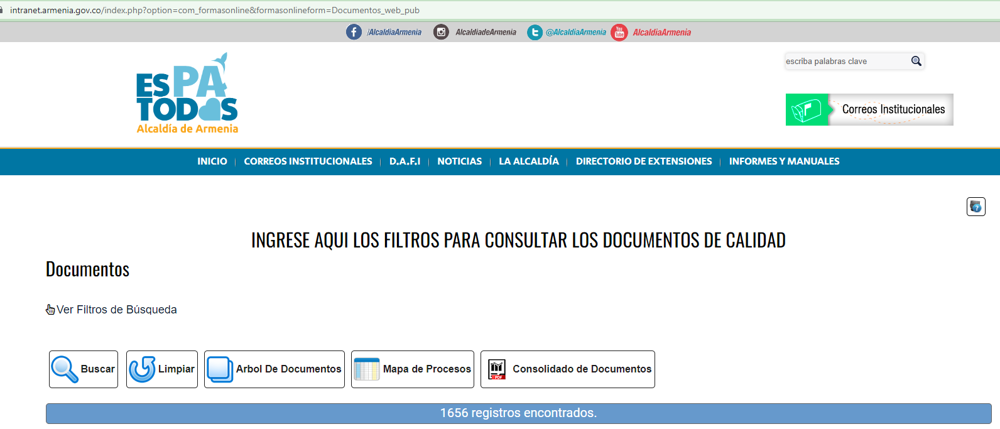 intranet.armenia.gov.co/index.php?option=com_formasonline&formasonlineform=Documentos_web_pub
/AlcaldiaArmenia AlcaldiadeArmenia @AlcaldiaArmenia You Tube AlcaldiaArmenia
ES PA
TODOS
Alcaldía de Armenia
escriba palabras clave
Correos Institucionales
INICIO CORREOS INSTITUCIONALES D.A.F.I NOTICIAS LA ALCALDÍA DIRECTORIO DE EXTENSIONES INFORMES Y MANUALES
INGRESE AQUI LOS FILTROS PARA CONSULTAR LOS DOCUMENTOS DE CALIDAD
Documentos
Ver Filtros de Búsqueda
Buscar Limpiar Arbol De Documentos Mapa de Procesos PDF Consolidado de Documentos
1656 registros encontrados.